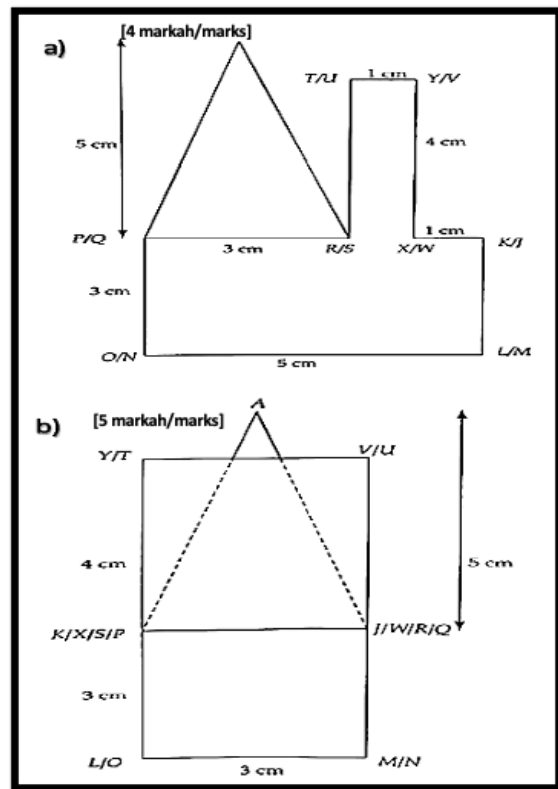 [4 markah/marks]
a)
T/U
1 cm
Y/V
5 cm
4 cm
P/Q
3 cm
R/S
X/W
1 cm
K/J
3 cm
O/N
5 cm
L/M
b)
[5 markah/marks]
A
Y/T
V/U
4 cm
5 cm
K/X/S/P
J/W/R/Q
3 cm
L/O
3 cm
M/N